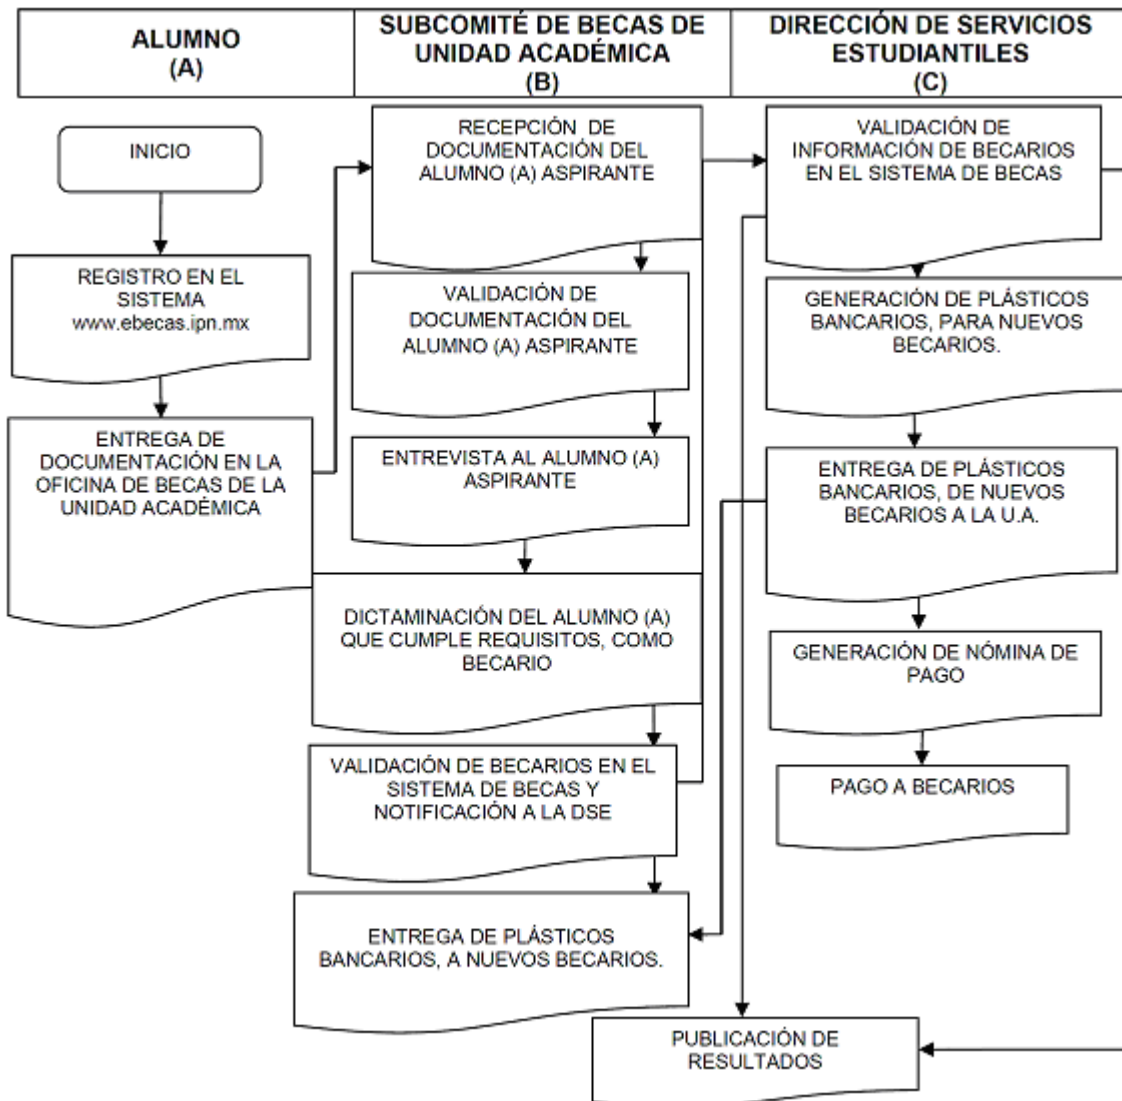 ALUMNO
(A)
SUBCOMITÉ DE BECAS DE
UNIDAD ACADÉMICA
(B)
DIRECCIÓN DE SERVICIOS
ESTUDIANTILES
(C)
INICIO
REGISTRO EN EL
SISTEMA
www.ebecas.ipn.mx
ENTREGA DE
DOCUMENTACIÓN EN LA
OFICINA DE BECAS DE LA
UNIDAD ACADÉMICA
RECEPCIÓN DE
DOCUMENTACIÓN DEL
ALUMNO (A) ASPIRANTE
VALIDACIÓN DE
DOCUMENTACIÓN DEL
ALUMNO (A) ASPIRANTE
ENTREVISTA AL ALUMNO (A)
ASPIRANTE
DICTAMINACIÓN DEL ALUMNO (A)
QUE CUMPLE REQUISITOS, COMO
BECARIO
VALIDACIÓN DE BECARIOS EN EL
SISTEMA DE BECAS Y
NOTIFICACIÓN A LA DSE
ENTREGA DE PLÁSTICOS
BANCARIOS, A NUEVOS BECARIOS.
VALIDACIÓN DE
INFORMACIÓN DE BECARIOS
EN EL SISTEMA DE BECAS
GENERACIÓN DE PLÁSTICOS
BANCARIOS, PARA NUEVOS
BECARIOS.
ENTREGA DE PLÁSTICOS
BANCARIOS, DE NUEVOS
BECARIOS A LA U.A.
GENERACIÓN DE NÓMINA DE
PAGO
PAGO A BECARIOS
PUBLICACIÓN DE
RESULTADOS